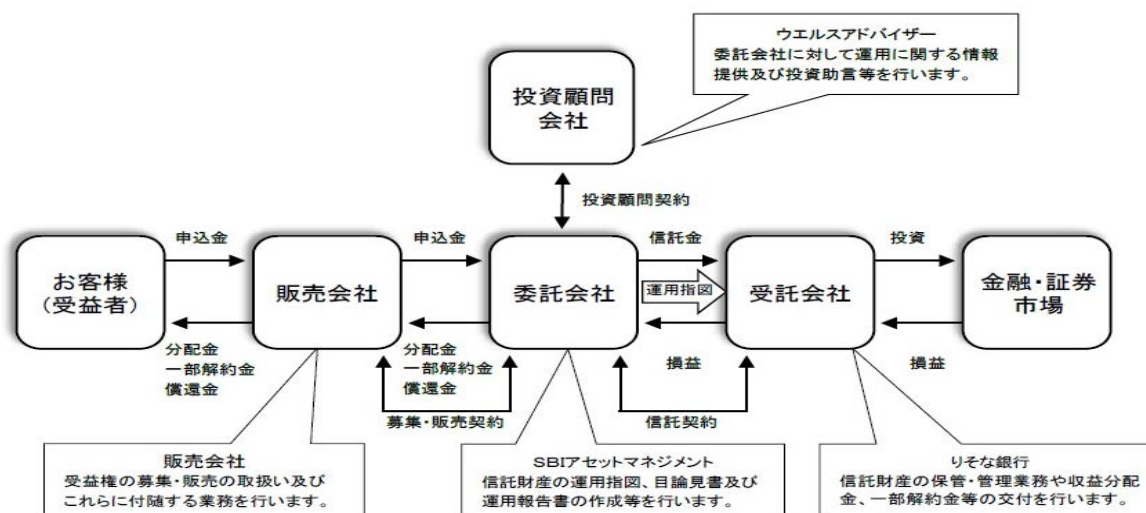 ウエルスアドバイザー
委託会社に対して運用に関する情報
提供及び投資助言等を行います。
投資顧問
会社
投資顧問契約
申込金
申込金
信託金
投資
お客様
(受益者)
販売会社
委託会社
運用指図
受託会社
金融・証券
市場
分配金
一部解約金
償還金
分配金
一部解約金
償還金
損益
損益
募集・販売契約
信託契約
販売会社
受益権の募集・販売の取扱い及び
これらに付随する業務を行います。
SBIアセットマネジメント
信託財産の運用指図、目論見書及び
運用報告書の作成等を行います。
りそな銀行
信託財産の保管・管理業務や収益分配
金、一部解約金等の交付を行います。